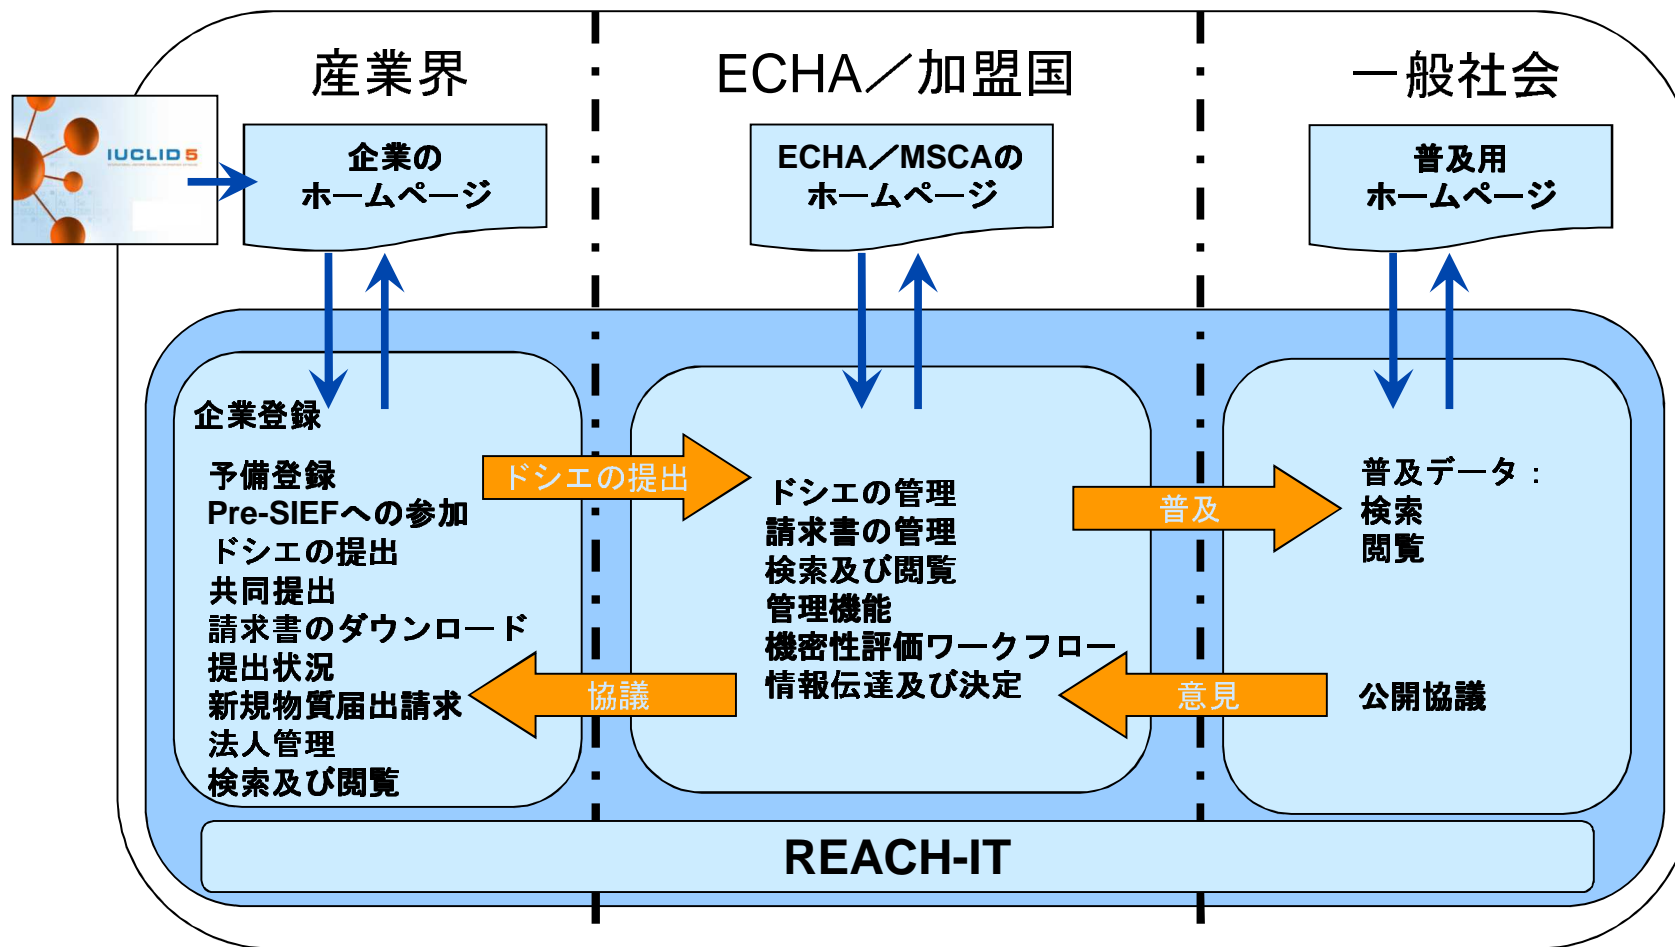 産業界
ECHA／加盟国
一般社会
IUCLID 5
企業の
ホームページ
ECHA／MSCAの
ホームページ
普及用
ホームページ
企業登録
予備登録
Pre-SIEFへの参加
ドシエの提出
共同提出
請求書のダウンロード
提出状況
新規物質届出請求
法人管理
検索及び閲覧
ドシエの提出
協議
ドシエの管理
請求書の管理
検索及び閲覧
管理機能
機密性評価ワークフロー
情報伝達及び決定
普及
意見
普及データ：
検索
閲覧
公開協議
REACH-IT